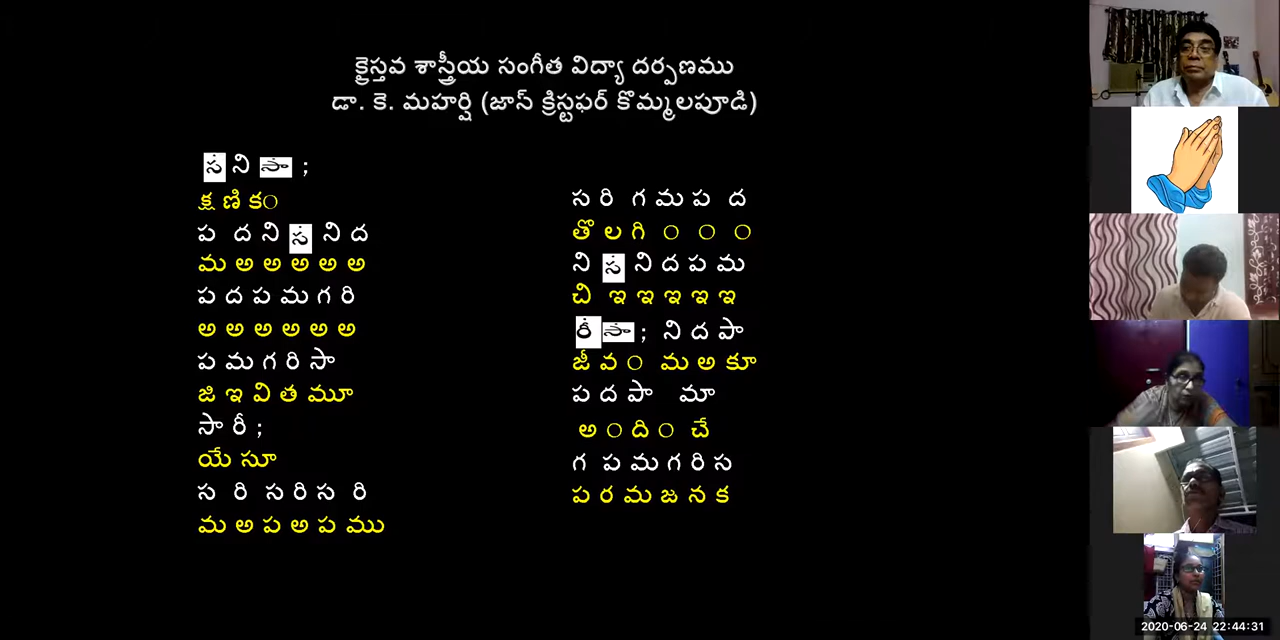 క్రైస్తవ శాస్త్రీయ సంగీత విద్యా దర్పణము
డా. కె. మహర్షి (జాస్ క్రిస్టఫర్ కొమ్మలపూడి)
స̇ ని సా̇ ;
క్ష ణి కం
ప ద ని స̇ ని ద
మ అ అ అ అ అ
ప ద ప మ గ రి
అ అ అ అ అ అ
ప మ గ రి సా
జి ఇ వి త మూ
సా రీ ;
యే సూ
స రి స రి స రి
మ అ ప అ ప ము
స రి గ మ ప ద
తొ ల గి ం ం ం
ని స̇ ని ద ప మ
చి ఇ ఇ ఇ ఇ ఇ
రీ̇ సా̇ ; ని ద పా
జీ వ ం మ అ కూ
ప ద పా మా
అ ం ది ం చే
గ ప మ గ రి స
ప ర మ జ న క
2020-06-24 22:44:31